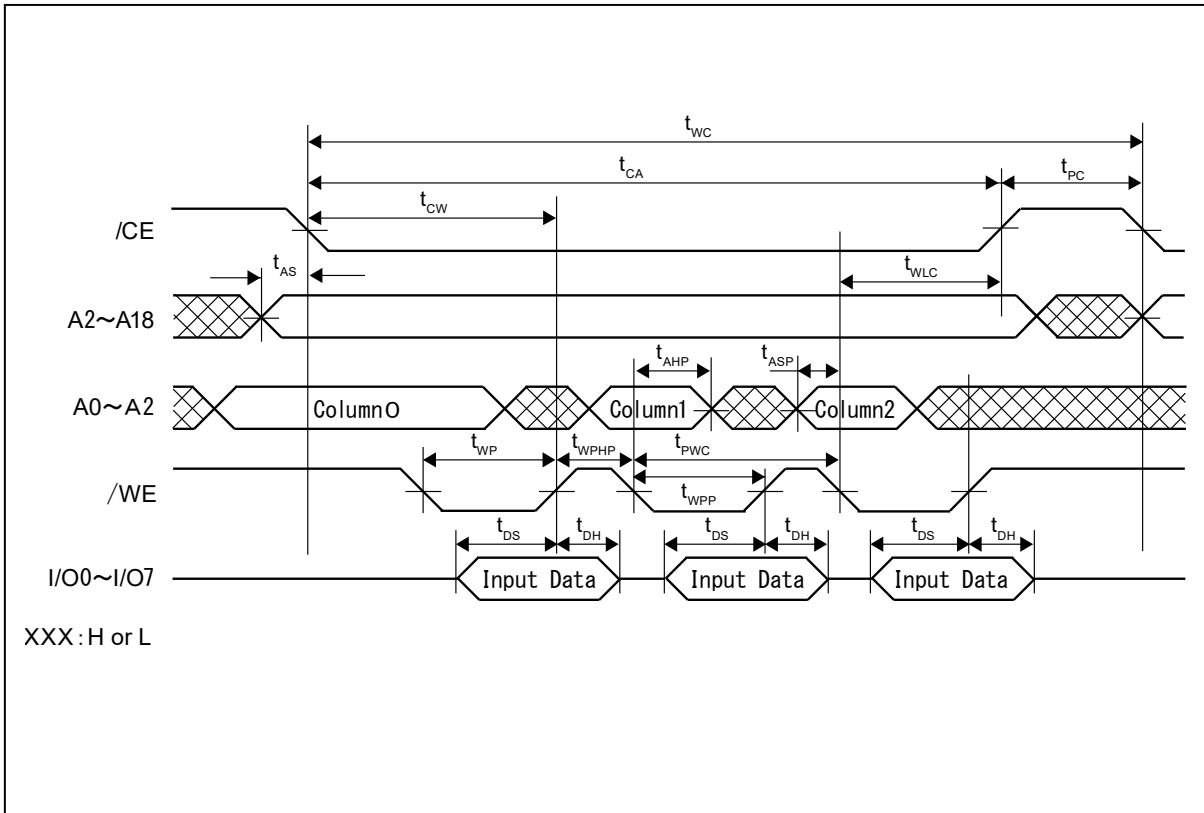 tWC
tCA
tPC
tCW
/CE
tAS
tWLC
A2～A18
tAHP
tASP
A0～A2
Column0
Column1
Column2
tWP
tWPHP
tPWC
/WE
tWPP
tDS
tDH
tDS
tDH
tDS
tDH
I/O0～I/O7
Input Data
Input Data
Input Data
XXX：H or L